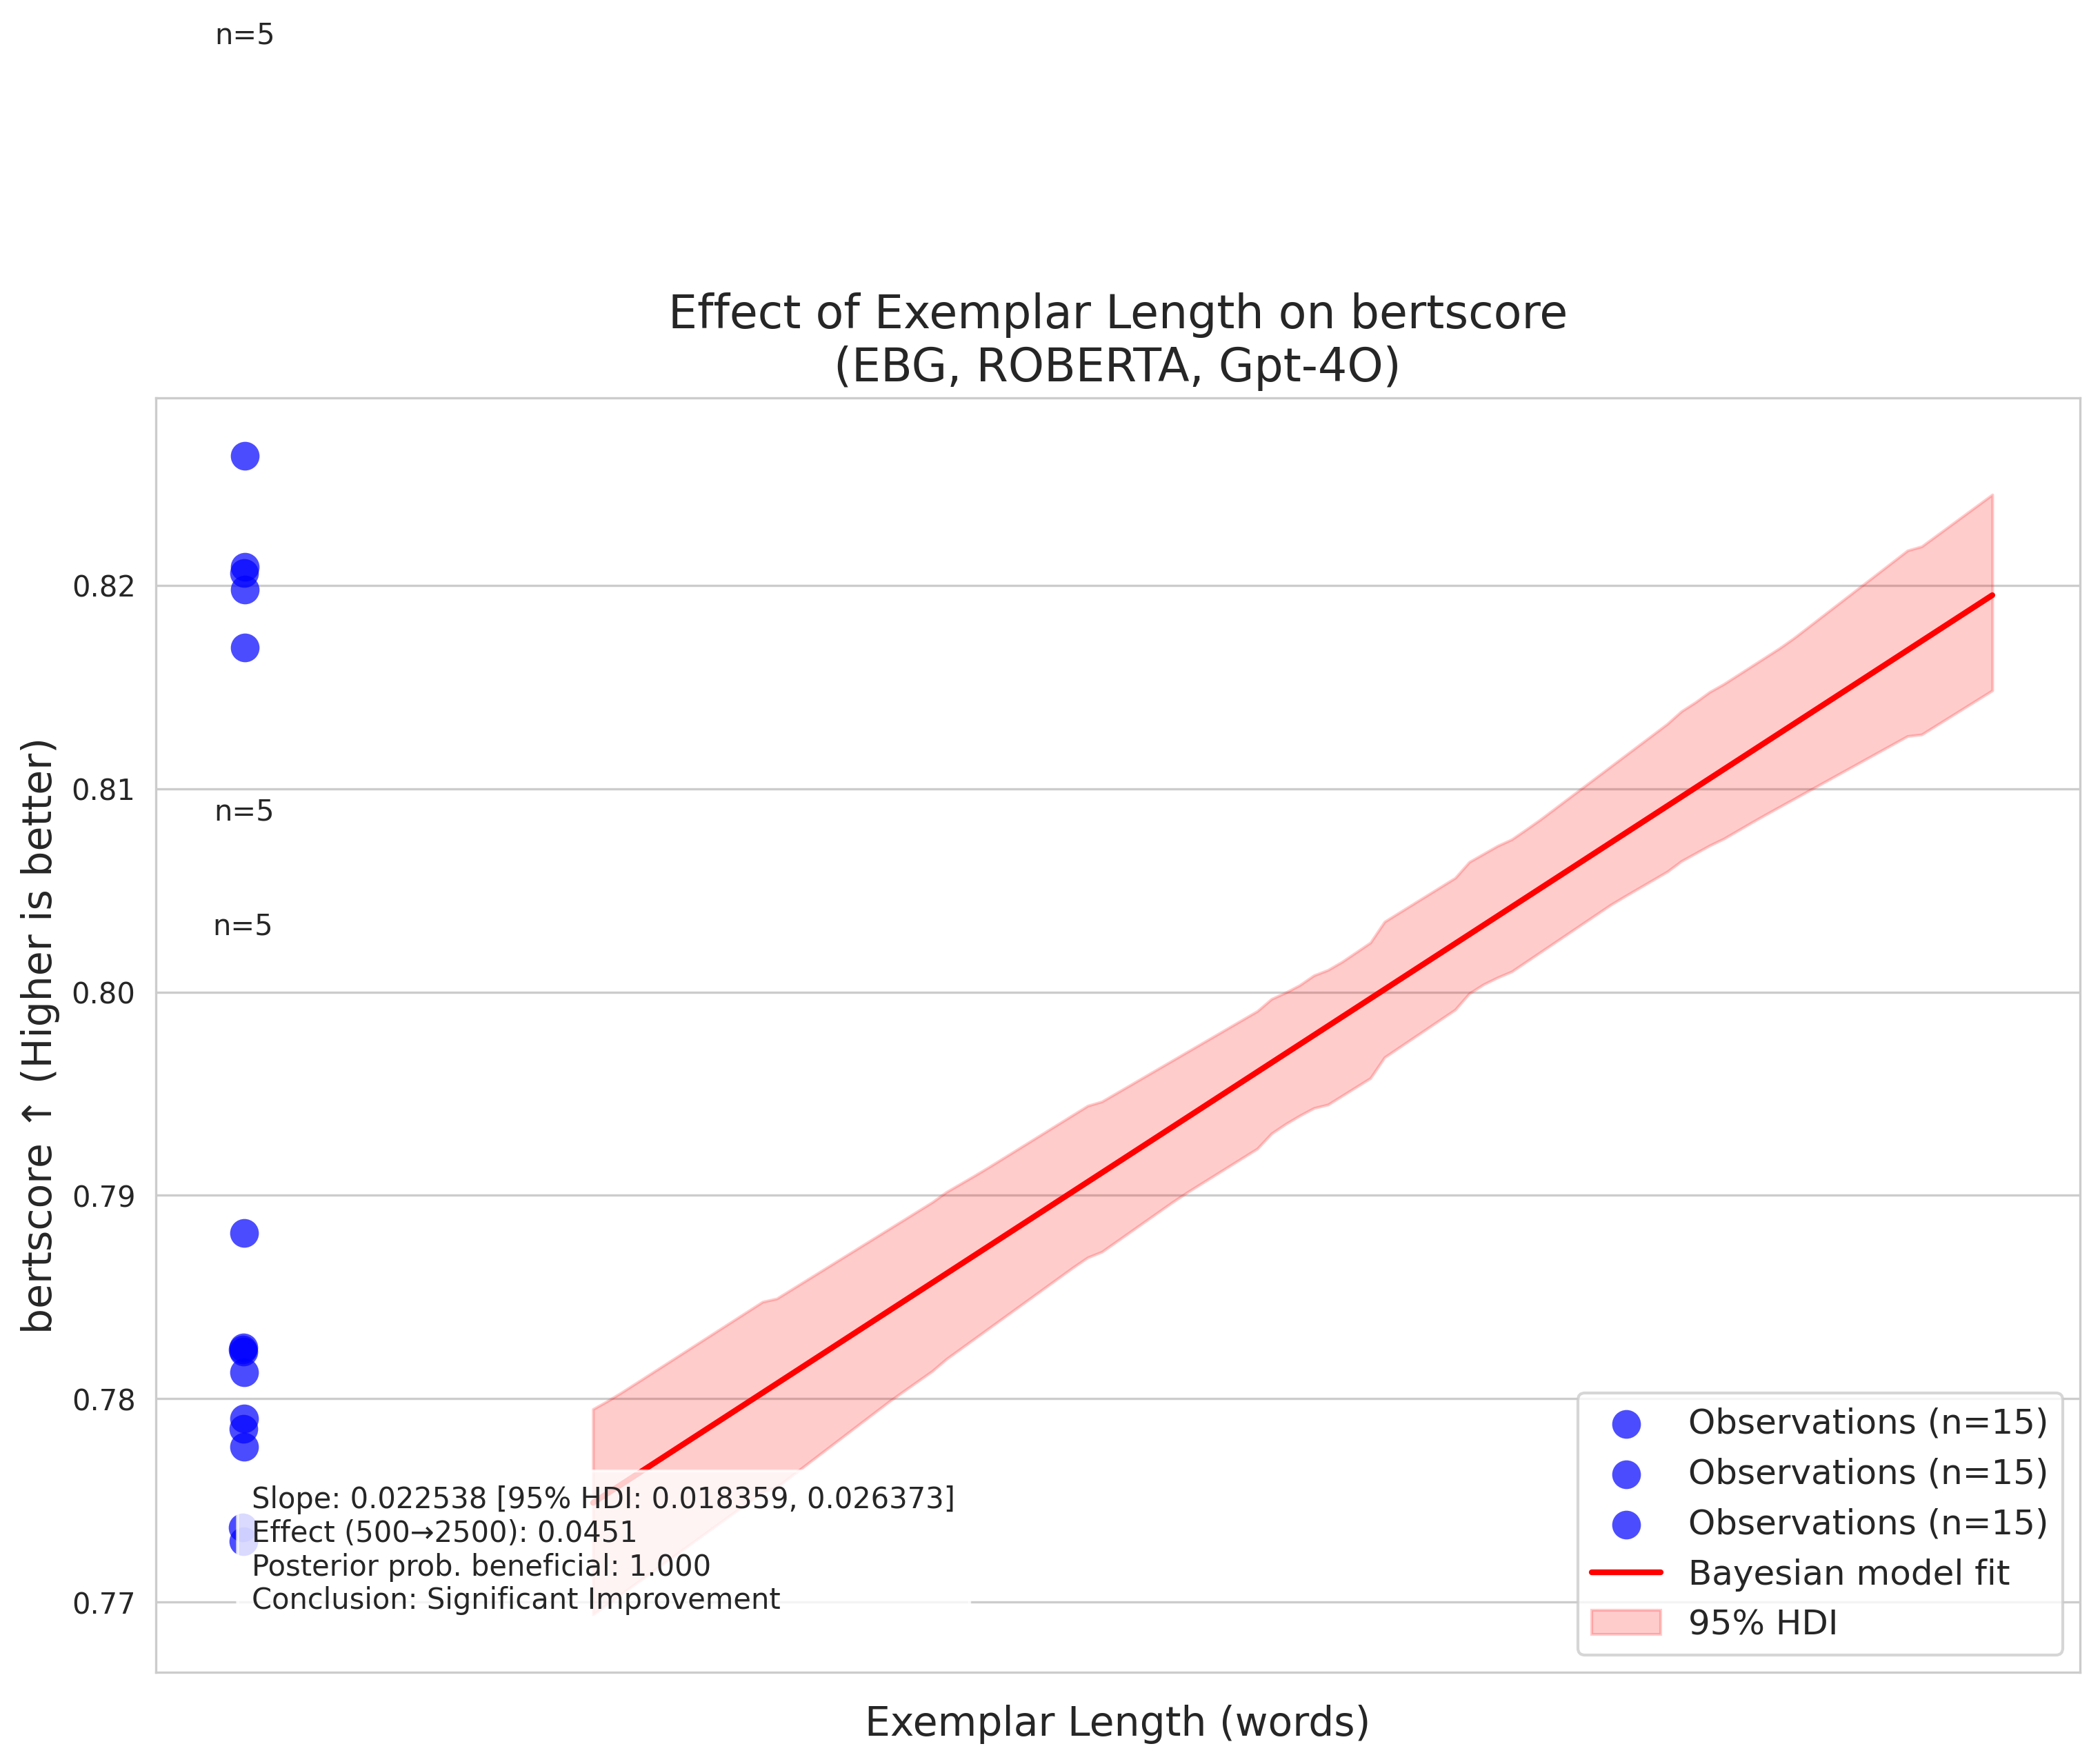 n=5
Effect of Exemplar Length on bertscore
(EBG, ROBERTA, Gpt-4O)
bertscore ↑ (Higher is better)
0.82
0.81
0.80
0.79
0.78
0.77
n=5
n=5
Slope: 0.022538 [95% HDI: 0.018359, 0.026373]
Effect (500→2500): 0.0451
Posterior prob. beneficial: 1.000
Conclusion: Significant Improvement
Observations (n=15)
Observations (n=15)
Observations (n=15)
Bayesian model fit
95% HDI
Exemplar Length (words)